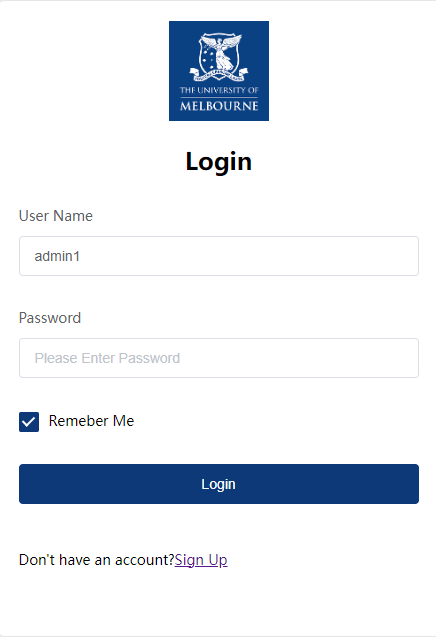 THE UNIVERSITY OF
MELBOURNE
Login
User Name
admin1
Password
Please Enter Password
Remeber Me
Login
Don't have an account?Sign Up